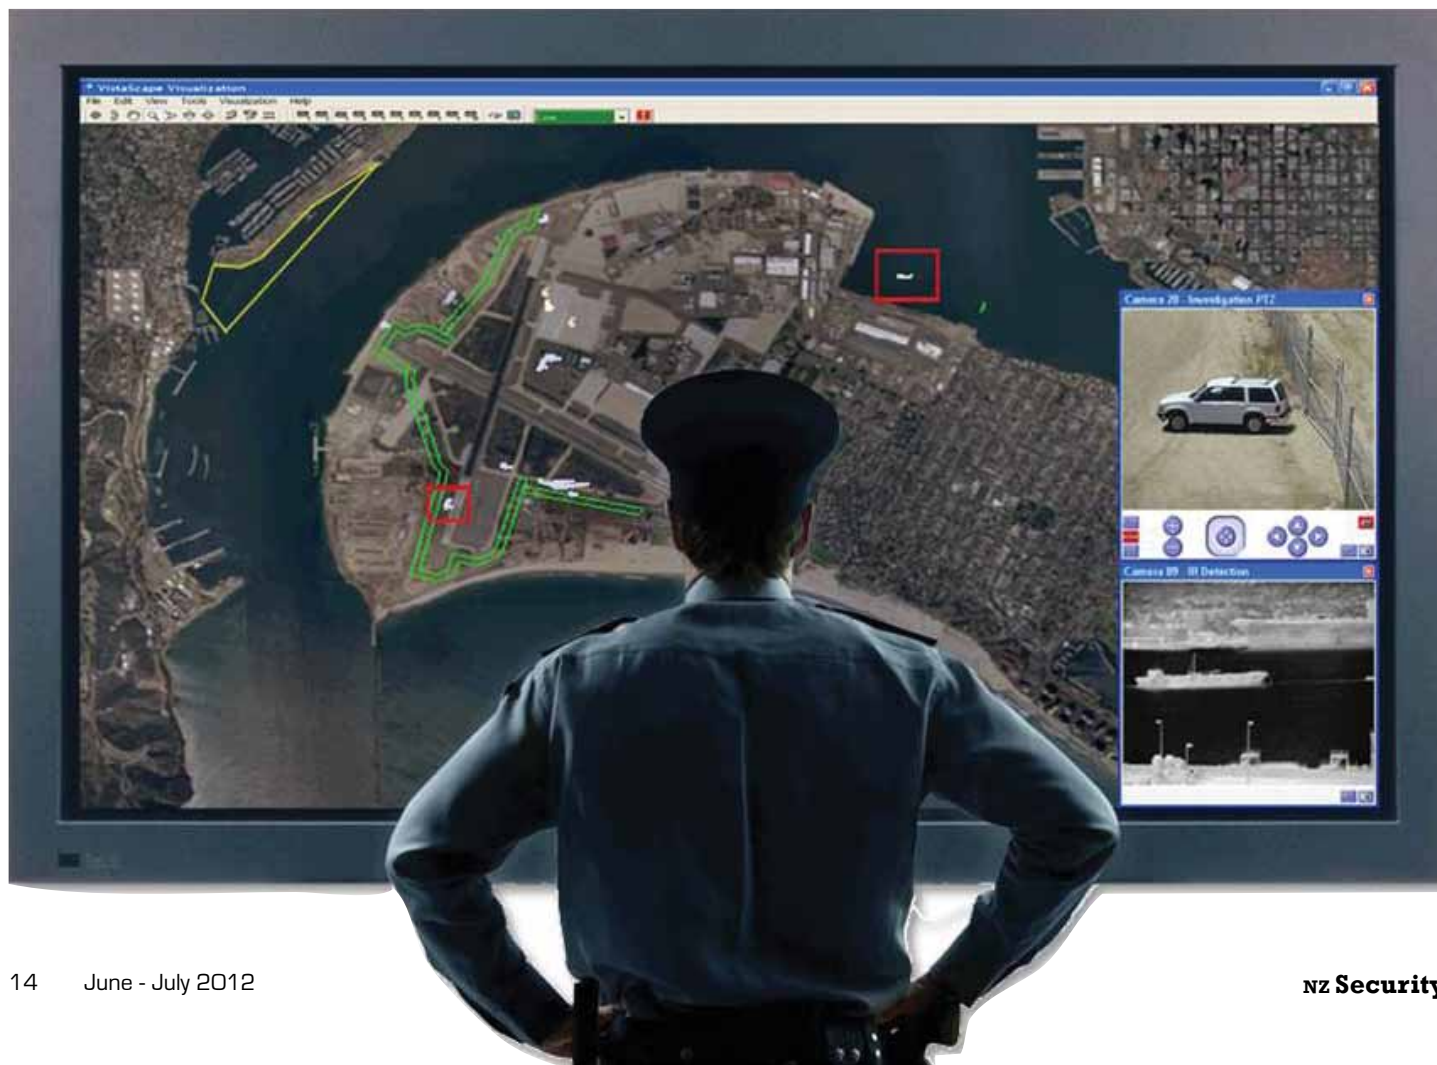 VistaScape Visualization
File Edit View Tools Visualization Help
Camera 20 - Investigation PTZ
Camera 89 - IR Detection
14 June - July 2012
NZ Security